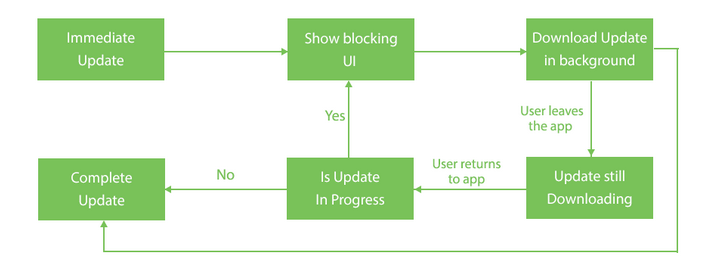 Immediate
Update
Show blocking
UI
Download Update
in background
User leaves
the app
Yes
Complete
Update
No
Is Update
In Progress
User returns
to app
Update still
Downloading